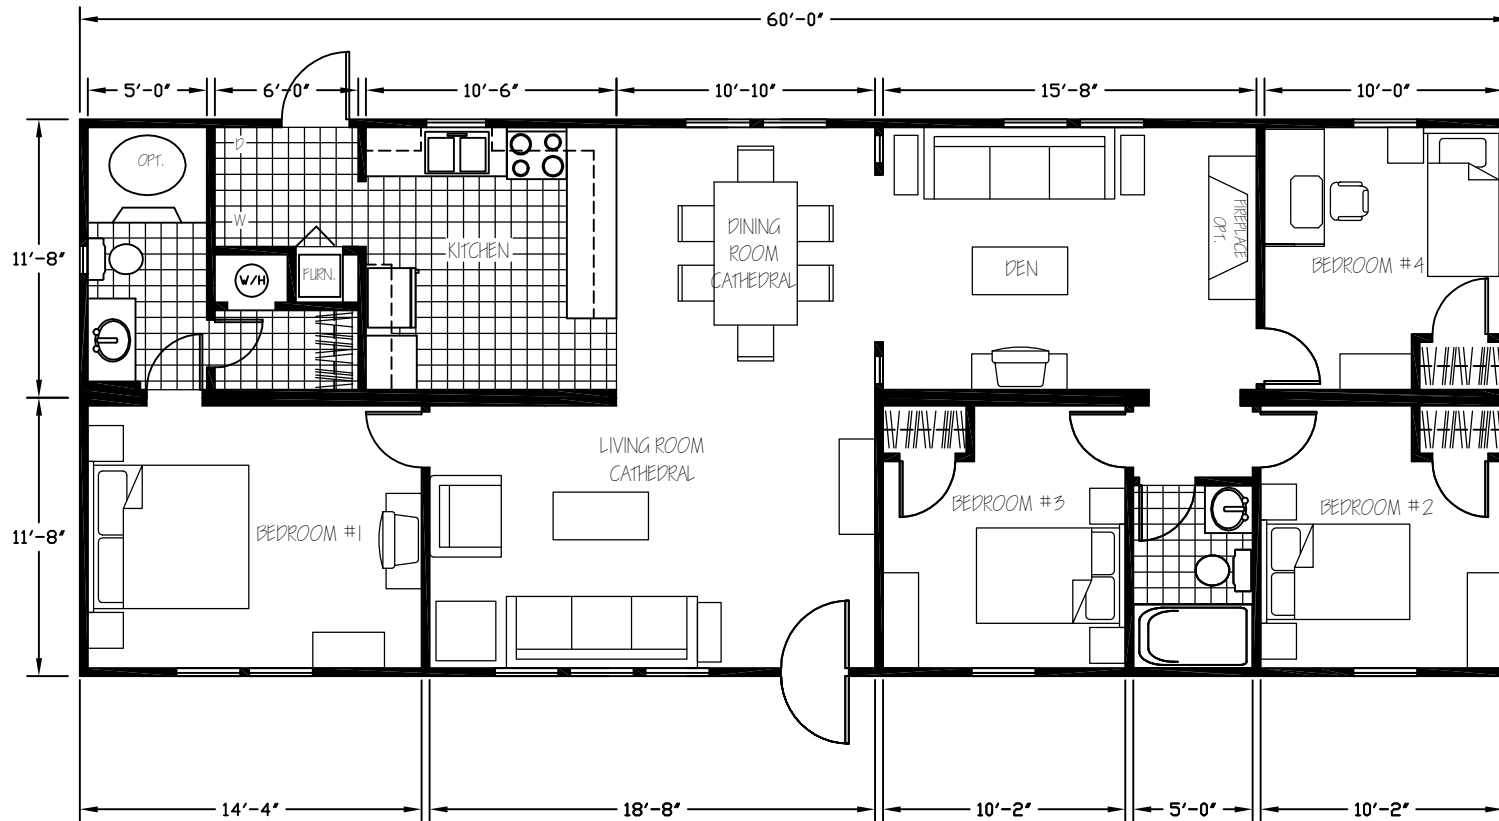 60'-0"
5'-0"
6'-0"
10'-6"
10'-10"
15'-8"
10'-0"
OPT.
D
W
KITCHEN
DINING
ROOM
CATHEDRAL
FIREPLACE
OPT.
DEN
BEDROOM #4
11'-8"
W/H
FURN.
LIVING ROOM
CATHEDRAL
BEDROOM #1
BEDROOM #3
BEDROOM #2
11'-8"
14'-4"
18'-8"
10'-2"
5'-0"
10'-2"